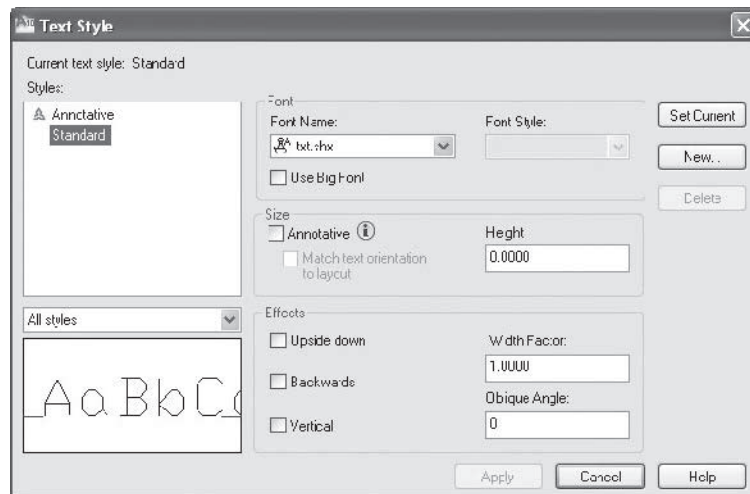 Text Style
Current text style: Standard
Styles:
Annotative
Standard
All styles
AaBbC
Font
Font Name:
txt.shx
Use Big Font
Font Style:
Size
Annotative
Match text orientation
to layout
Height
0.0000
Effects
Upside down
Backwards
Vertical
Width Factor:
1.0000
Oblique Angle:
0
Set Current
New...
Delete
Apply
Cancel
Help